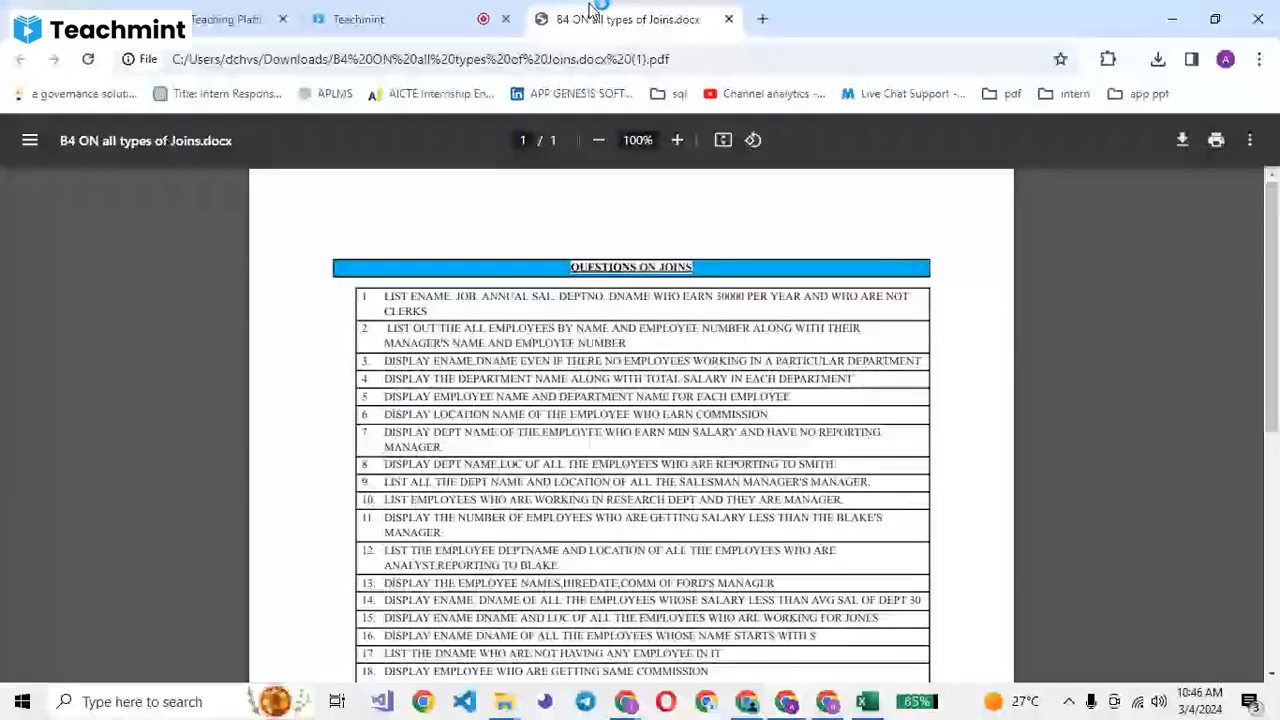 Teachmint
eaching Platf
Teachmint
B4 ON all types of Joins.docx
File
C:/Users/dchvs/Downloads/B4%20ON%20all%20types%20of%20Joins.docx%20(1).pdf
A
e governance soluti...
Title: Intern Respons...
APLMS
AICTE Internship En...
APP GENESIS SOFT...
sql
Channel analytics -...
Live Chat Support -...
pdf
intern
app ppt
B4 ON all types of Joins.docx
1 / 1
100%
QUESTIONS ON JOINS
1 LIST ENAME, JOB, ANNUAL SAL, DEPTNO, DNAME WHO EARN 30000 PER YEAR AND WHO ARE NOT
CLERKS
2. LIST OUT THE ALL EMPLOYEES BY NAME AND EMPLOYEE NUMBER ALONG WITH THEIR
MANAGER'S NAME AND EMPLOYEE NUMBER
3. DISPLAY ENAME,DNAME EVEN IF THERE NO EMPLOYEES WORKING IN A PARTICULAR DEPARTMENT
4 DISPLAY THE DEPARTMENT NAME ALONG WITH TOTAL SALARY IN EACH DEPARTMENT
5 DISPLAY EMPLOYEE NAME AND DEPARTMENT NAME FOR EACH EMPLOYEE
6. DISPLAY LOCATION NAME OF THE EMPLOYEE WHO EARN COMMISSION
7. DISPLAY DEPT NAME OF THE EMPLOYEE WHO EARN MIN SALARY AND HAVE NO REPORTING
MANAGER
8 DISPLAY DEPT NAME,LOC OF ALL THE EMPLOYEES WHO ARE REPORTING TO SMITH
9. LIST ALL THE DEPT NAME AND LOCATION OF ALL THE SALESMAN MANAGER'S MANAGER.
10. LIST EMPLOYEES WHO ARE WORKING IN RESEARCH DEPT AND THEY ARE MANAGER.
11 DISPLAY THE NUMBER OF EMPLOYEES WHO ARE GETTING SALARY LESS THAN THE BLAKE'S
MANAGER
12. LIST THE EMPLOYEE DEPTNAME AND LOCATION OF ALL THE EMPLOYEES WHO ARE
ANALYST,REPORTING TO BLAKE
13. DISPLAY THE EMPLOYEE NAMES,HIREDATE,COMM OF FORD'S MANAGER
14. DISPLAY ENAME, DNAME OF ALL THE EMPLOYEES WHOSE SALARY LESS THAN AVG SAL OF DEPT 30
15. DISPLAY ENAME DNAME AND LOC OF ALL THE EMPLOYEES WHO ARE WORKING FOR JONES
16. DISPLAY ENAME DNAME OF ALL THE EMPLOYEES WHOSE NAME STARTS WITH S
17. LIST THE DNAME WHO ARE NOT HAVING ANY EMPLOYEE IN IT
18. DISPLAY EMPLOYEE WHO ARE GETTING SAME COMMISSION
Type here to search
85%
27°C
10:46 AM
3/4/2024
3